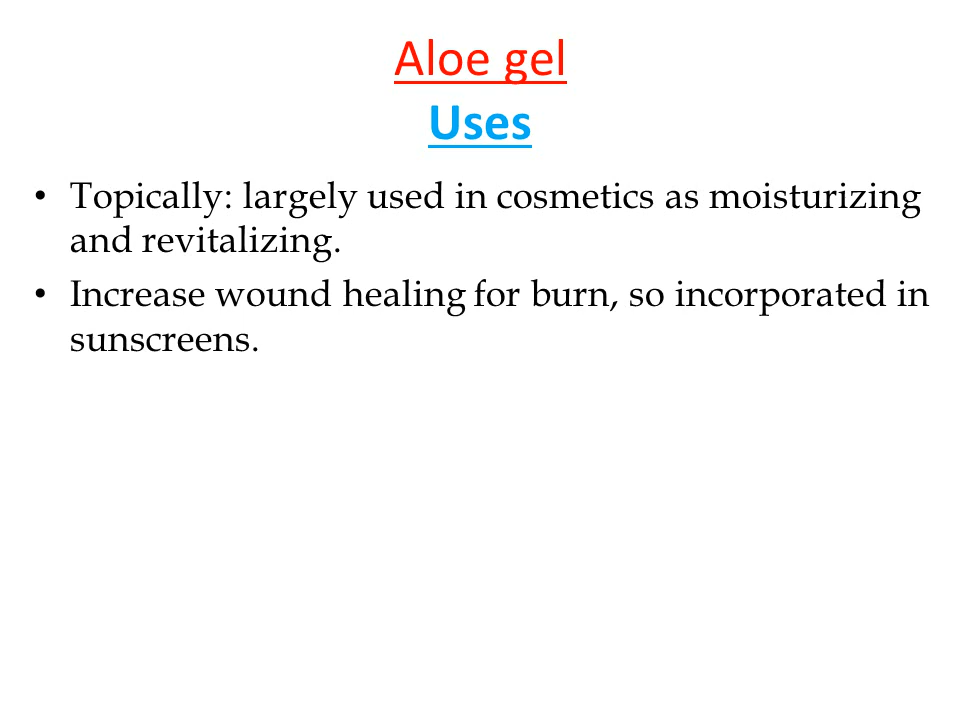 Aloe gel
Uses
• Topically: largely used in cosmetics as moisturizing
and revitalizing.
• Increase wound healing for burn, so incorporated in
sunscreens.